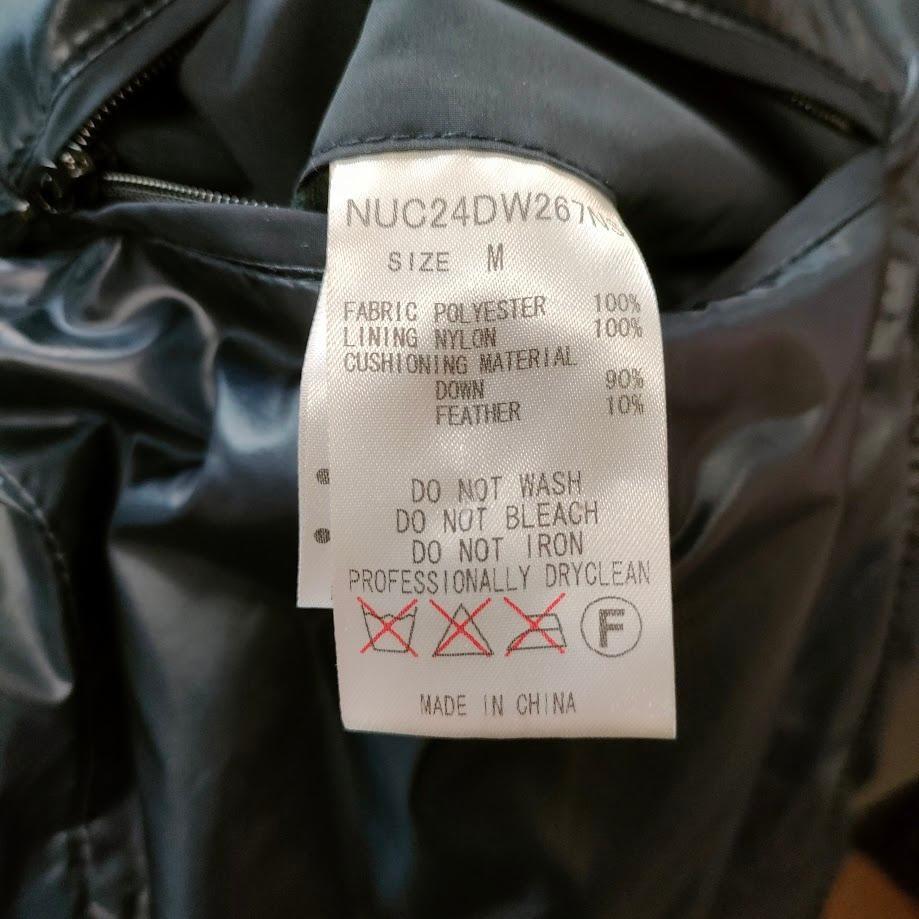 NUC24DW267
SIZE M
FABRIC POLYESTER 100%
LINING NYLON 100%
CUSHIONING MATERIAL
DOWN 90%
FEATHER 10%
DO NOT WASH
DO NOT BLEACH
DO NOT IRON
PROFESSIONALLY DRYCLEAN
F
MADE IN CHINA